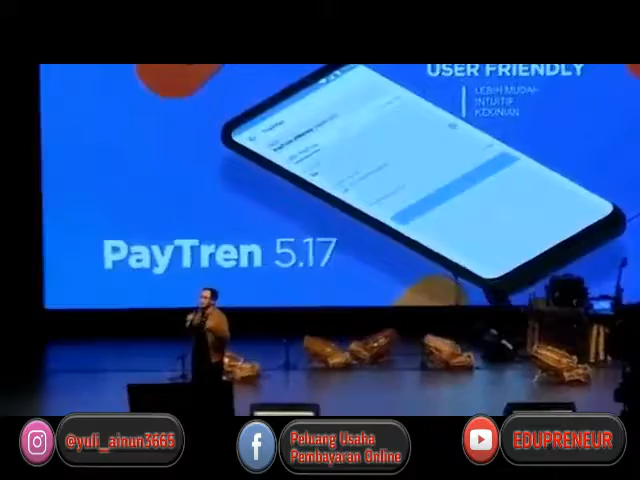 USER FRIENDLY
LEBIH MUDAH
INTUITIF
KEKINIAN
PayTren 5.17
@yuli_ainun3665
Peluang Usaha
Pembayaran Online
EDUPRENEUR